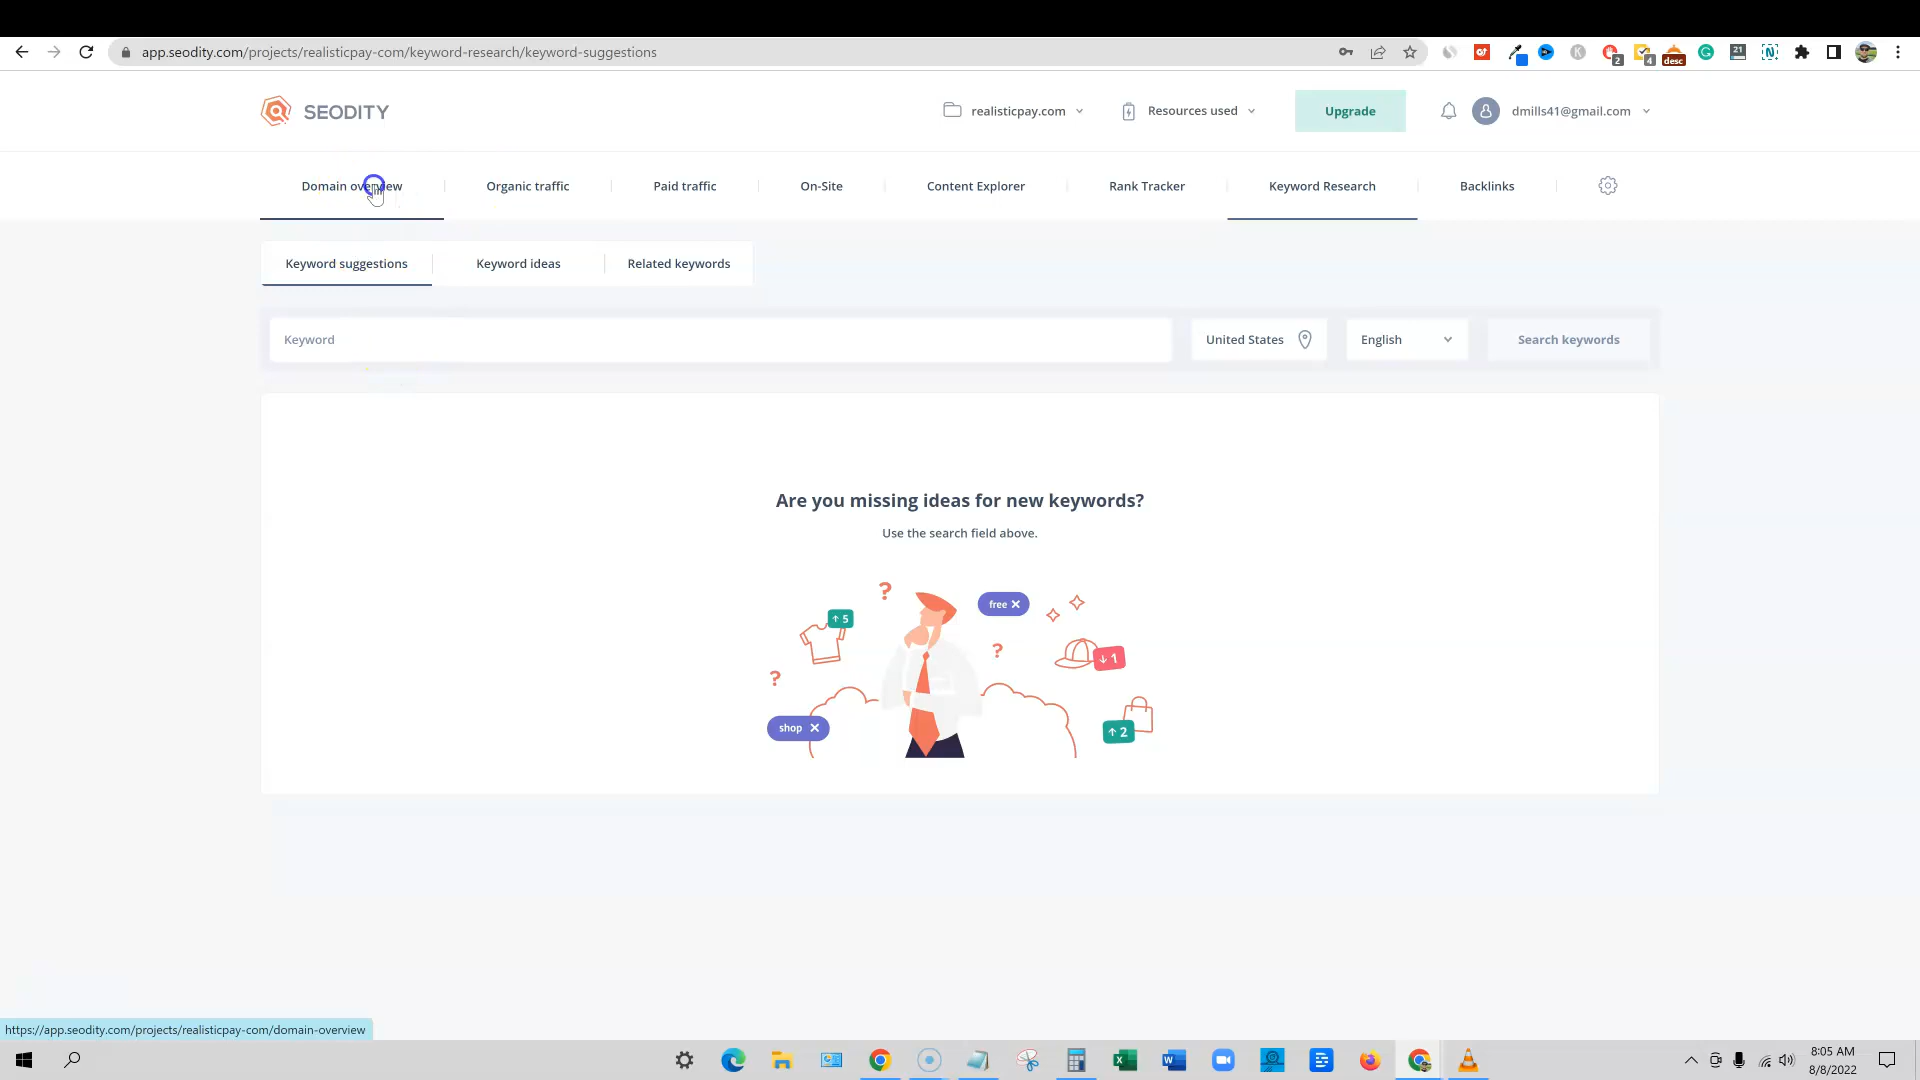 app.seodity.com/projects/realisticpay-com/keyword-research/keyword-suggestions
2
4
desc
21
SEODITY
realisticpay.com
Resources used
Upgrade
dmills41@gmail.com
Domain overview
Organic traffic
Paid traffic
On-Site
Content Explorer
Rank Tracker
Keyword Research
Backlinks
Keyword suggestions
Keyword ideas
Related keywords
Keyword
United States
English
Search keywords
Are you missing ideas for new keywords?
Use the search field above.
?
free ×
↑ 5
?
↓ 1
?
shop ×
↑ 2
https://app.seodity.com/projects/realisticpay-com/domain-overview
8:05 AM
8/8/2022